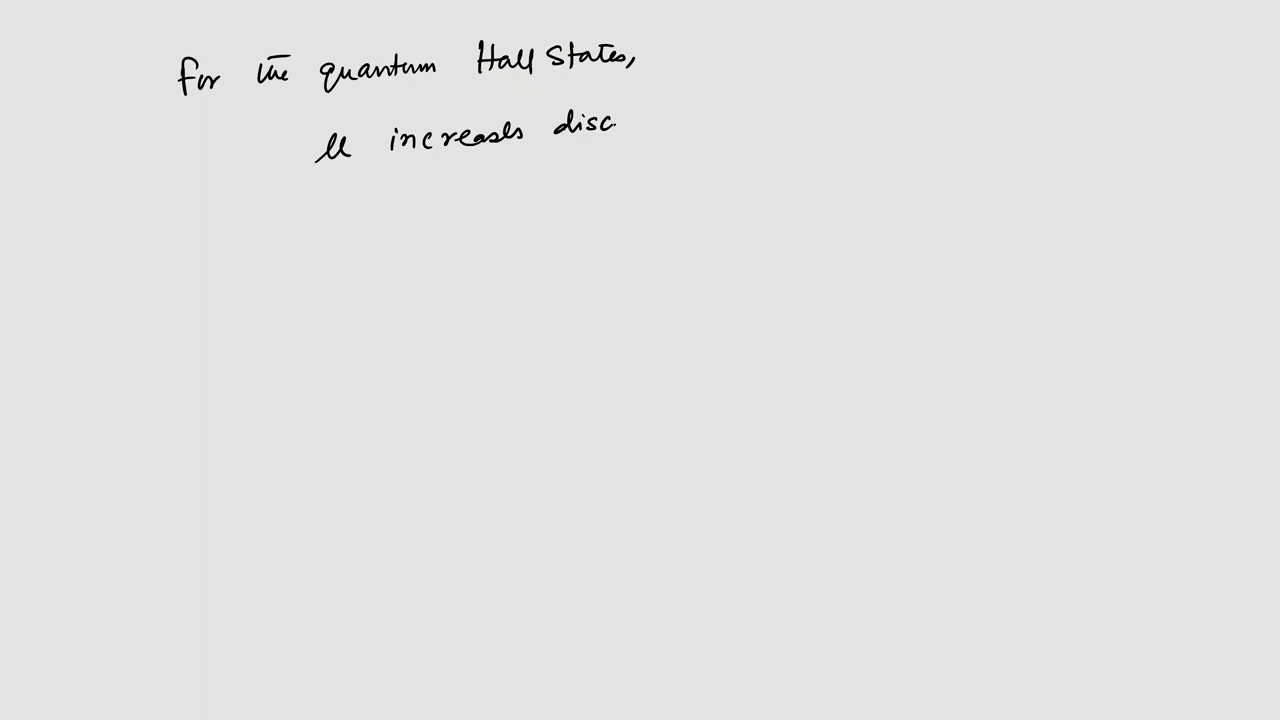 For the quantum Hall States,
μ increases disc